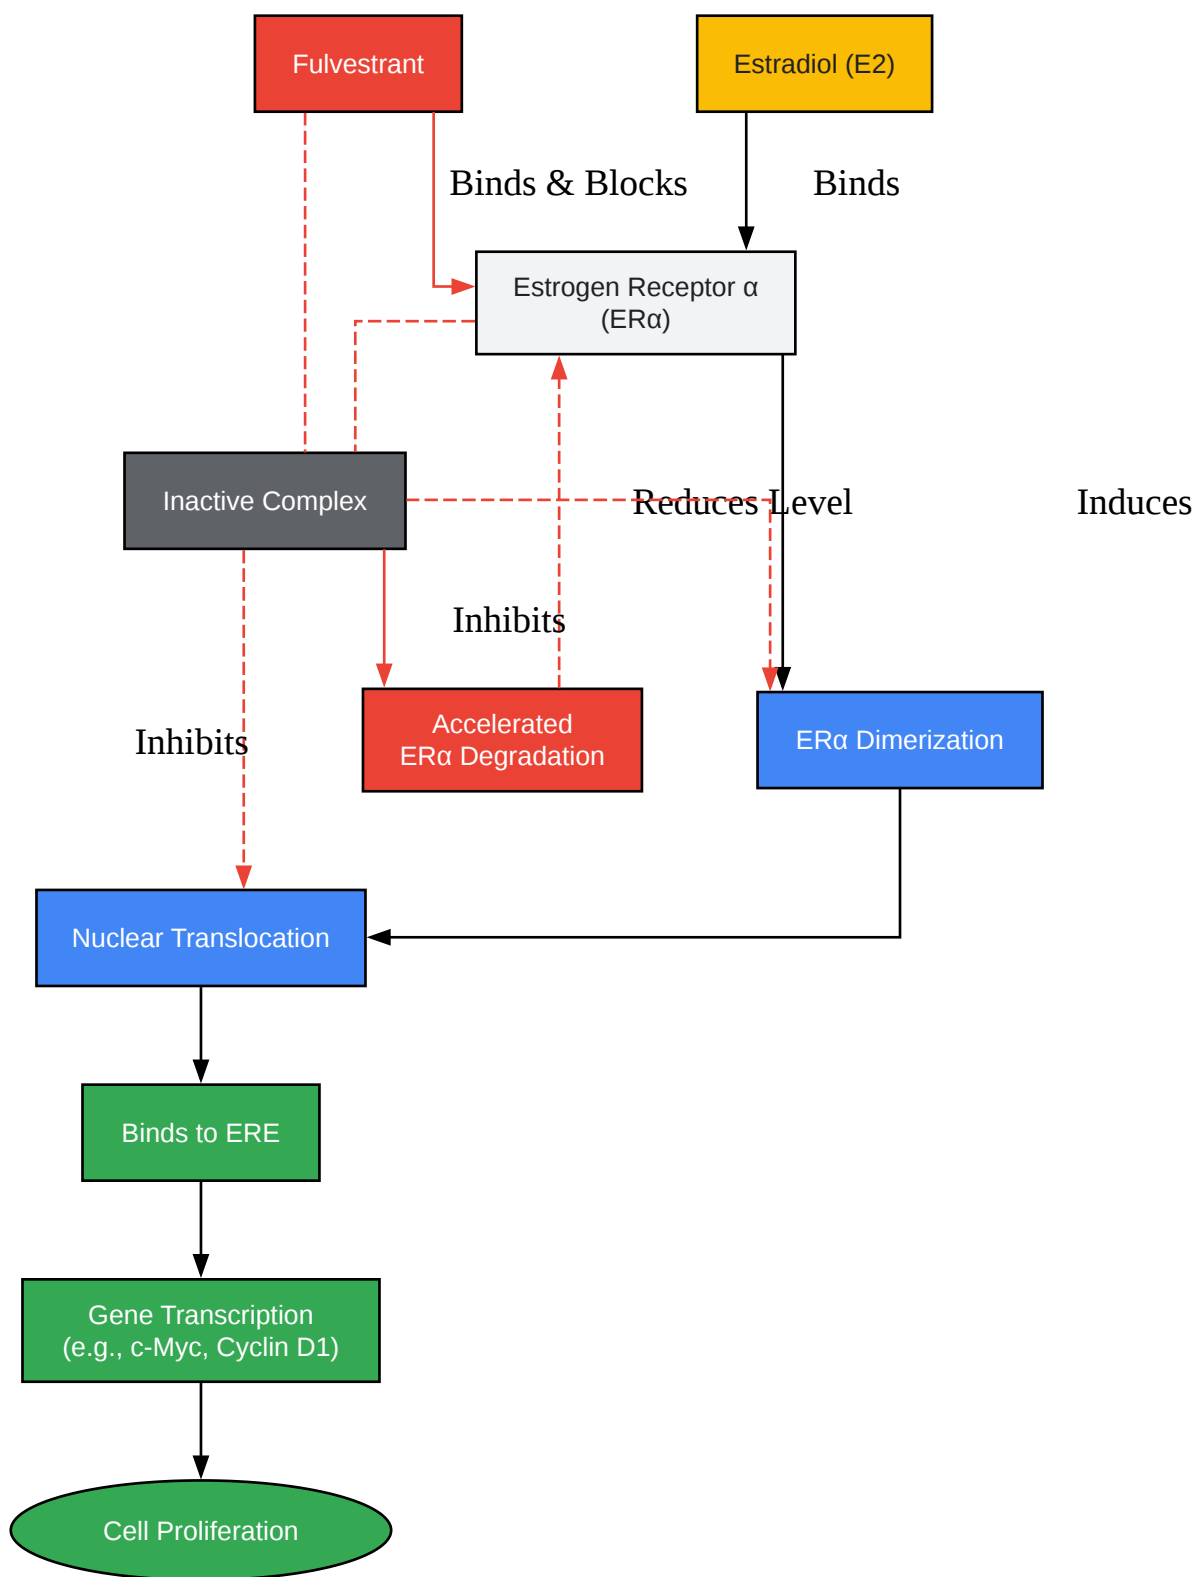 Fulvestrant
Estradiol (E2)
Binds & Blocks
Binds
Estrogen Receptor α
(ERα)
Inactive Complex
Reduces Level
Induces
Inhibits
Accelerated
ERα Degradation
ERα Dimerization
Inhibits
Nuclear Translocation
Binds to ERE
Gene Transcription
(e.g., c-Myc, Cyclin D1)
Cell Proliferation